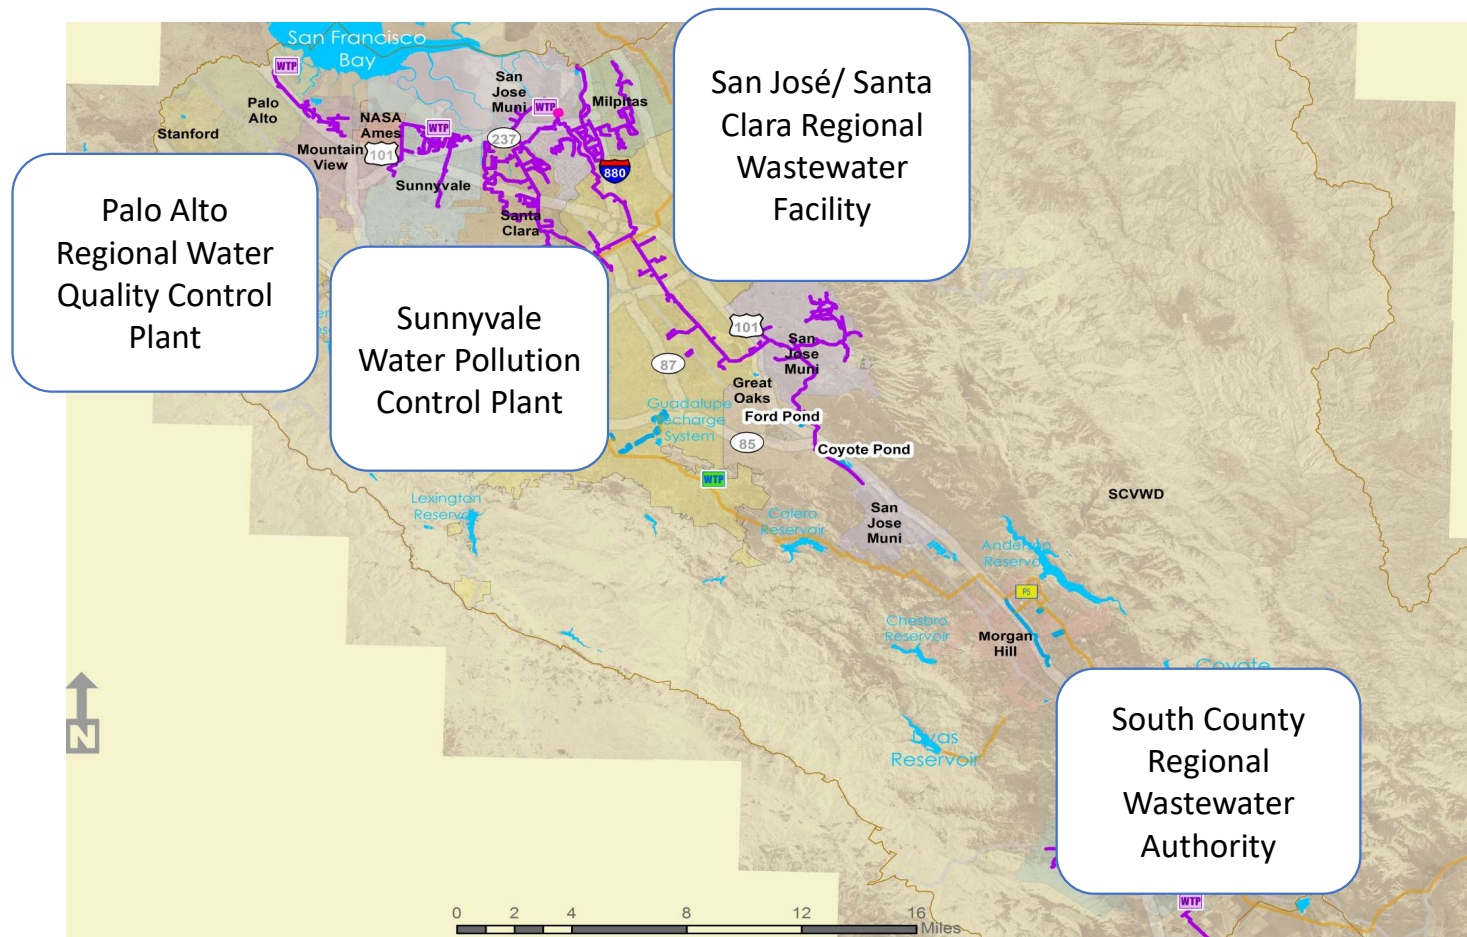 San Francisco
Bay
WTP
San
Jose
Muni
WTP
Milpitas
Palo
Alto
Stanford
NASA
Ames
WTP
237
Mountain
View
101
880
Sunnyvale
Santa
Clara
San José/ Santa
Clara Regional
Wastewater
Facility
Palo Alto
Regional Water
Quality Control
Plant
Sunnyvale
Water Pollution
Control Plant
101
San
Jose
Muni
87
Great
Oaks
Guadalupe
Recharge
System
Ford Pond
85
Coyote Pond
WTP
Lexington
Reservoir
Calero
Reservoir
San
Jose
Muni
SCVWD
Anderson
Reservoir
PS
Chesbro
Reservoir
Morgan
Hill
Coyote
N
Uvas
Reservoir
South County
Regional
Wastewater
Authority
WTP
0 2 4 8 12 16
Miles